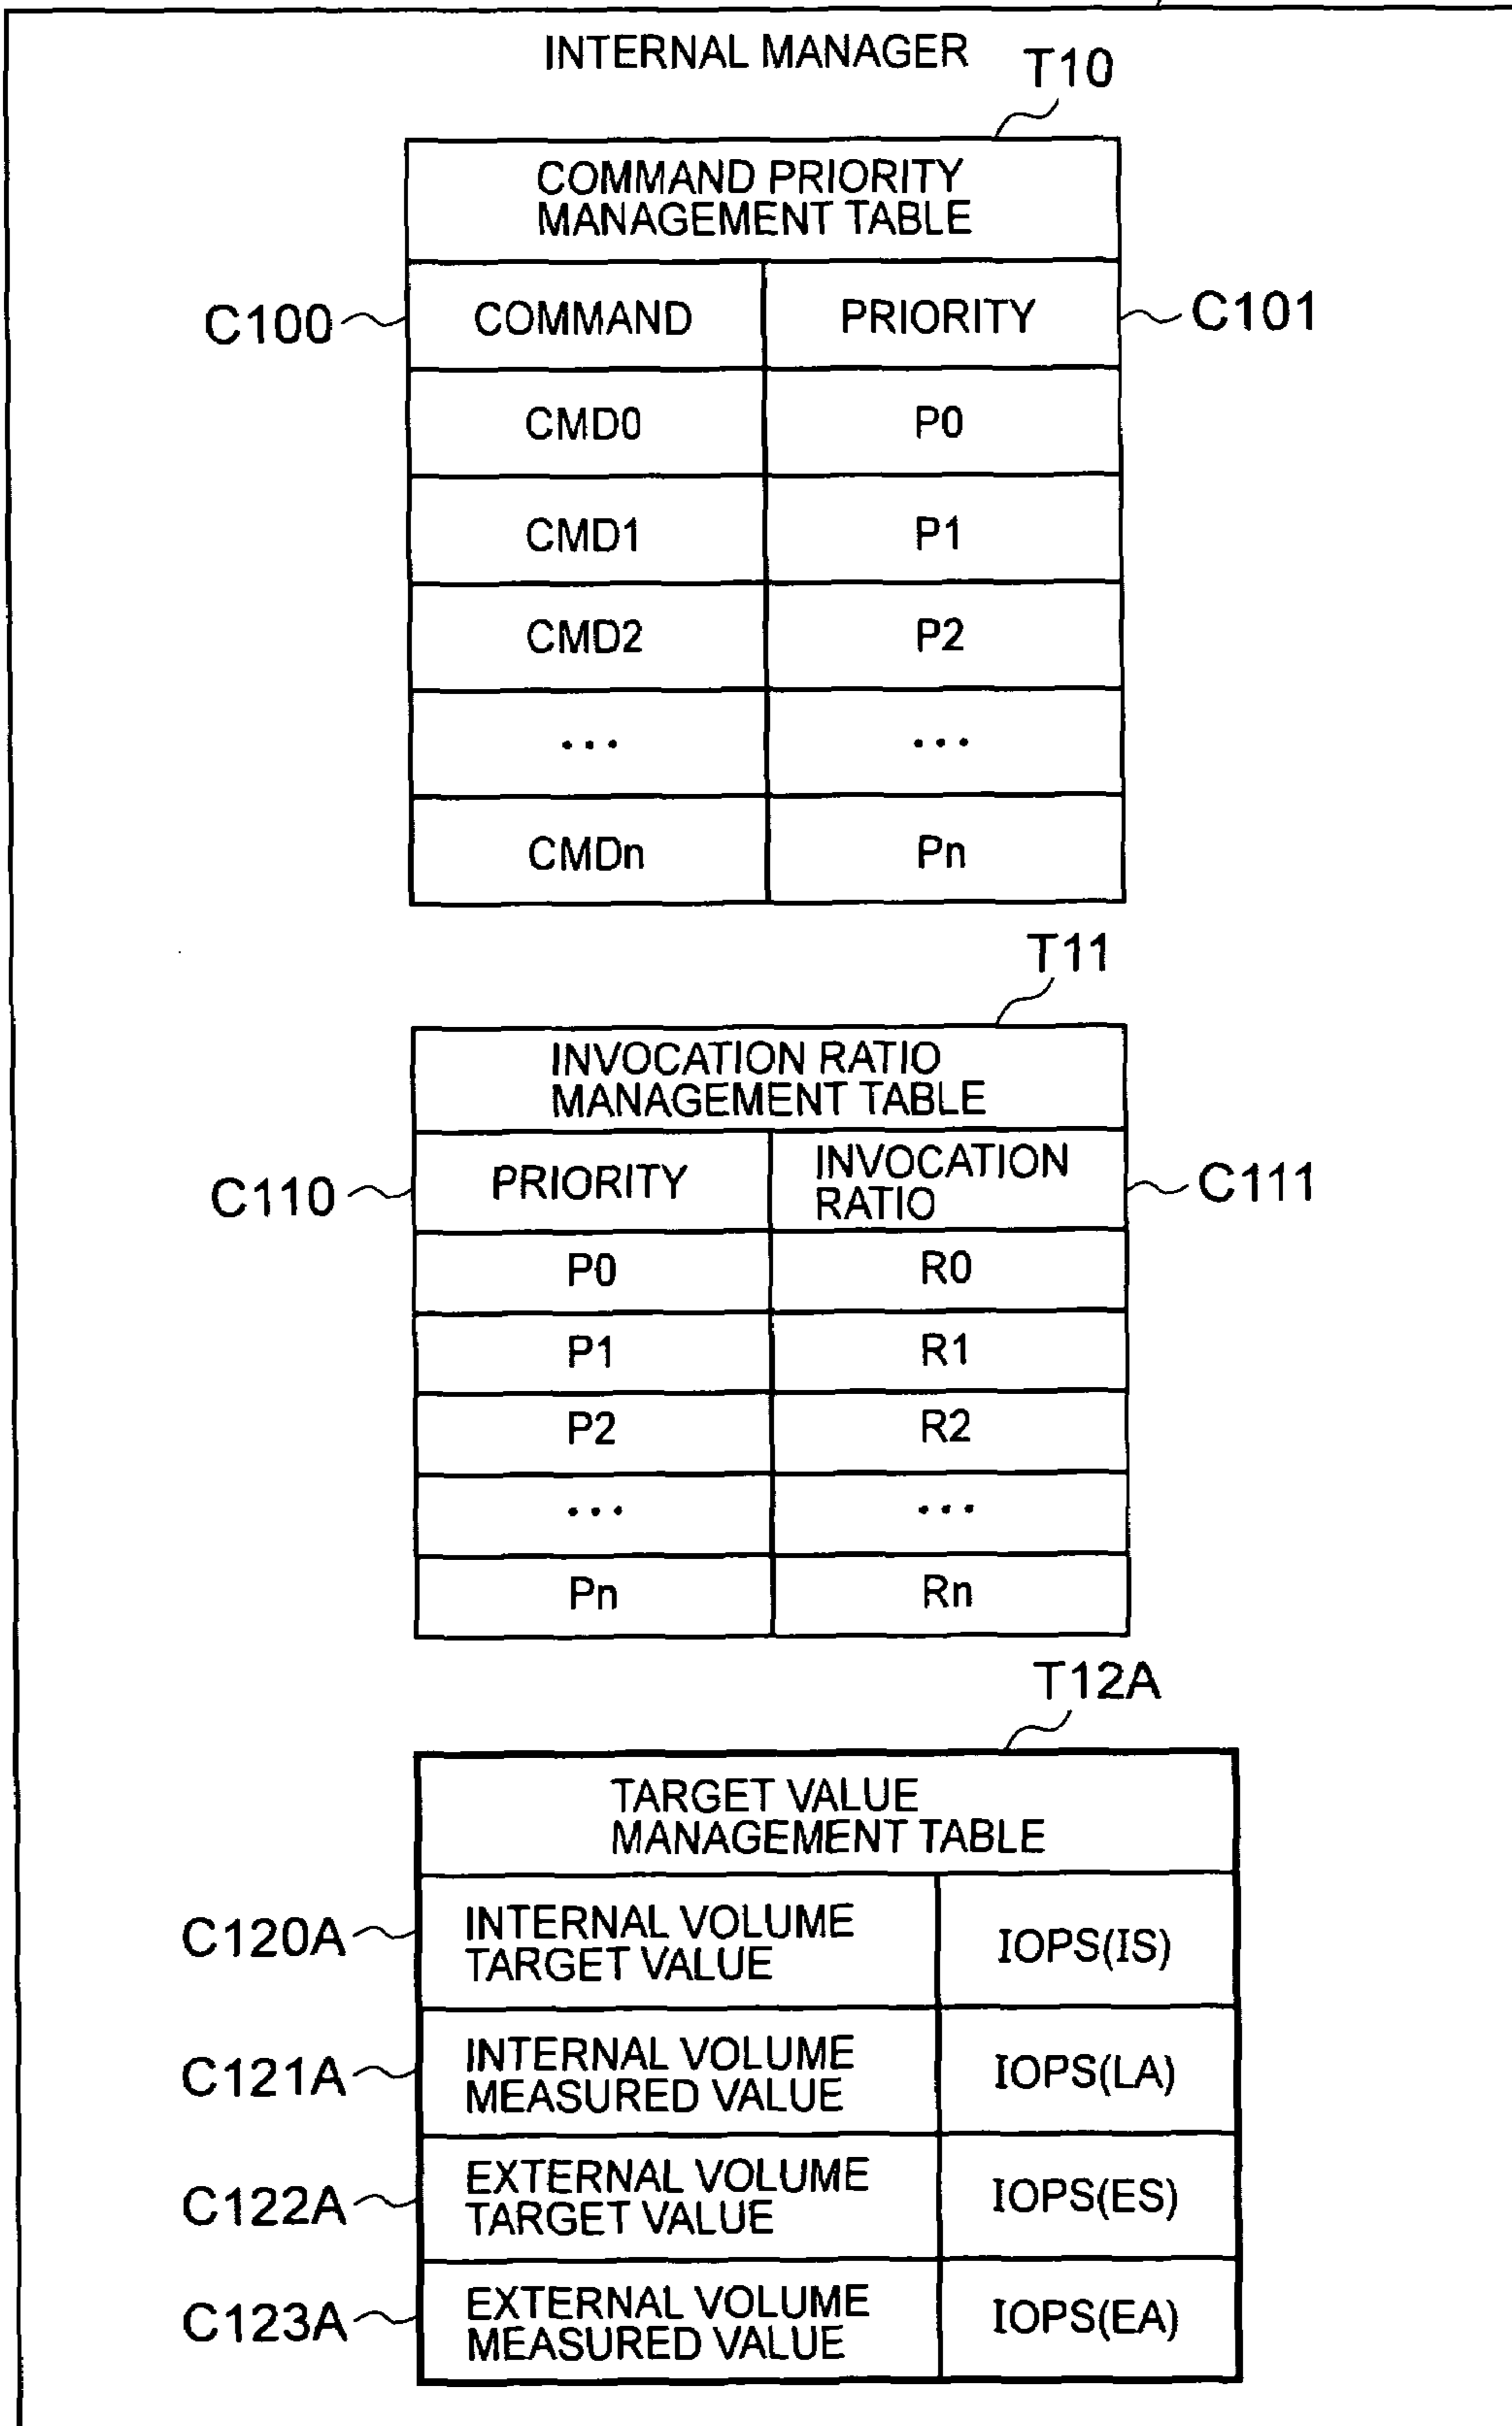 INTERNAL MANAGER
T10
COMMAND PRIORITY
MANAGEMENT TABLE
C100 COMMAND PRIORITY C101
CMD0 P0
CMD1 P1
CMD2 P2
... ...
CMDn Pn
T11
INVOCATION RATIO
MANAGEMENT TABLE
C110 PRIORITY INVOCATION
RATIO C111
P0 R0
P1 R1
P2 R2
... ...
Pn Rn
T12A
TARGET VALUE
MANAGEMENT TABLE
C120A INTERNAL VOLUME
TARGET VALUE IOPS(IS)
C121A INTERNAL VOLUME
MEASURED VALUE IOPS(LA)
C122A EXTERNAL VOLUME
TARGET VALUE IOPS(ES)
C123A EXTERNAL VOLUME
MEASURED VALUE IOPS(EA)